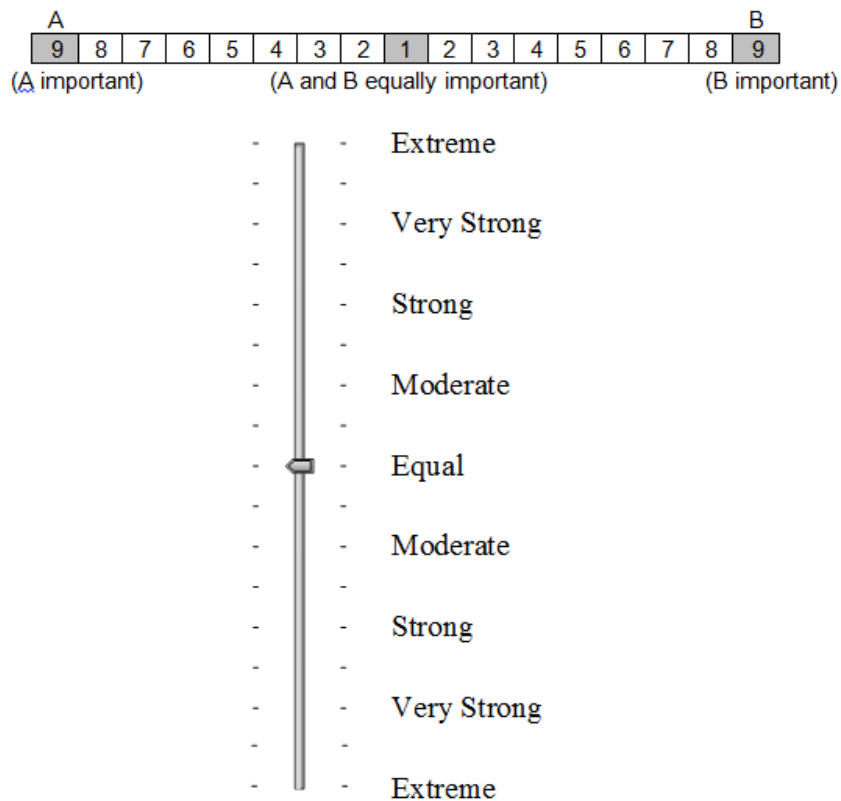 A B
9 8 7 6 5 4 3 2 1 2 3 4 5 6 7 8 9
(A important) (A and B equally important) (B important)
- - Extreme
- -
- - Very Strong
- -
- - Strong
- -
- - Moderate
- -
- - Equal
- -
- - Moderate
- -
- - Strong
- -
- - Very Strong
- -
- - Extreme